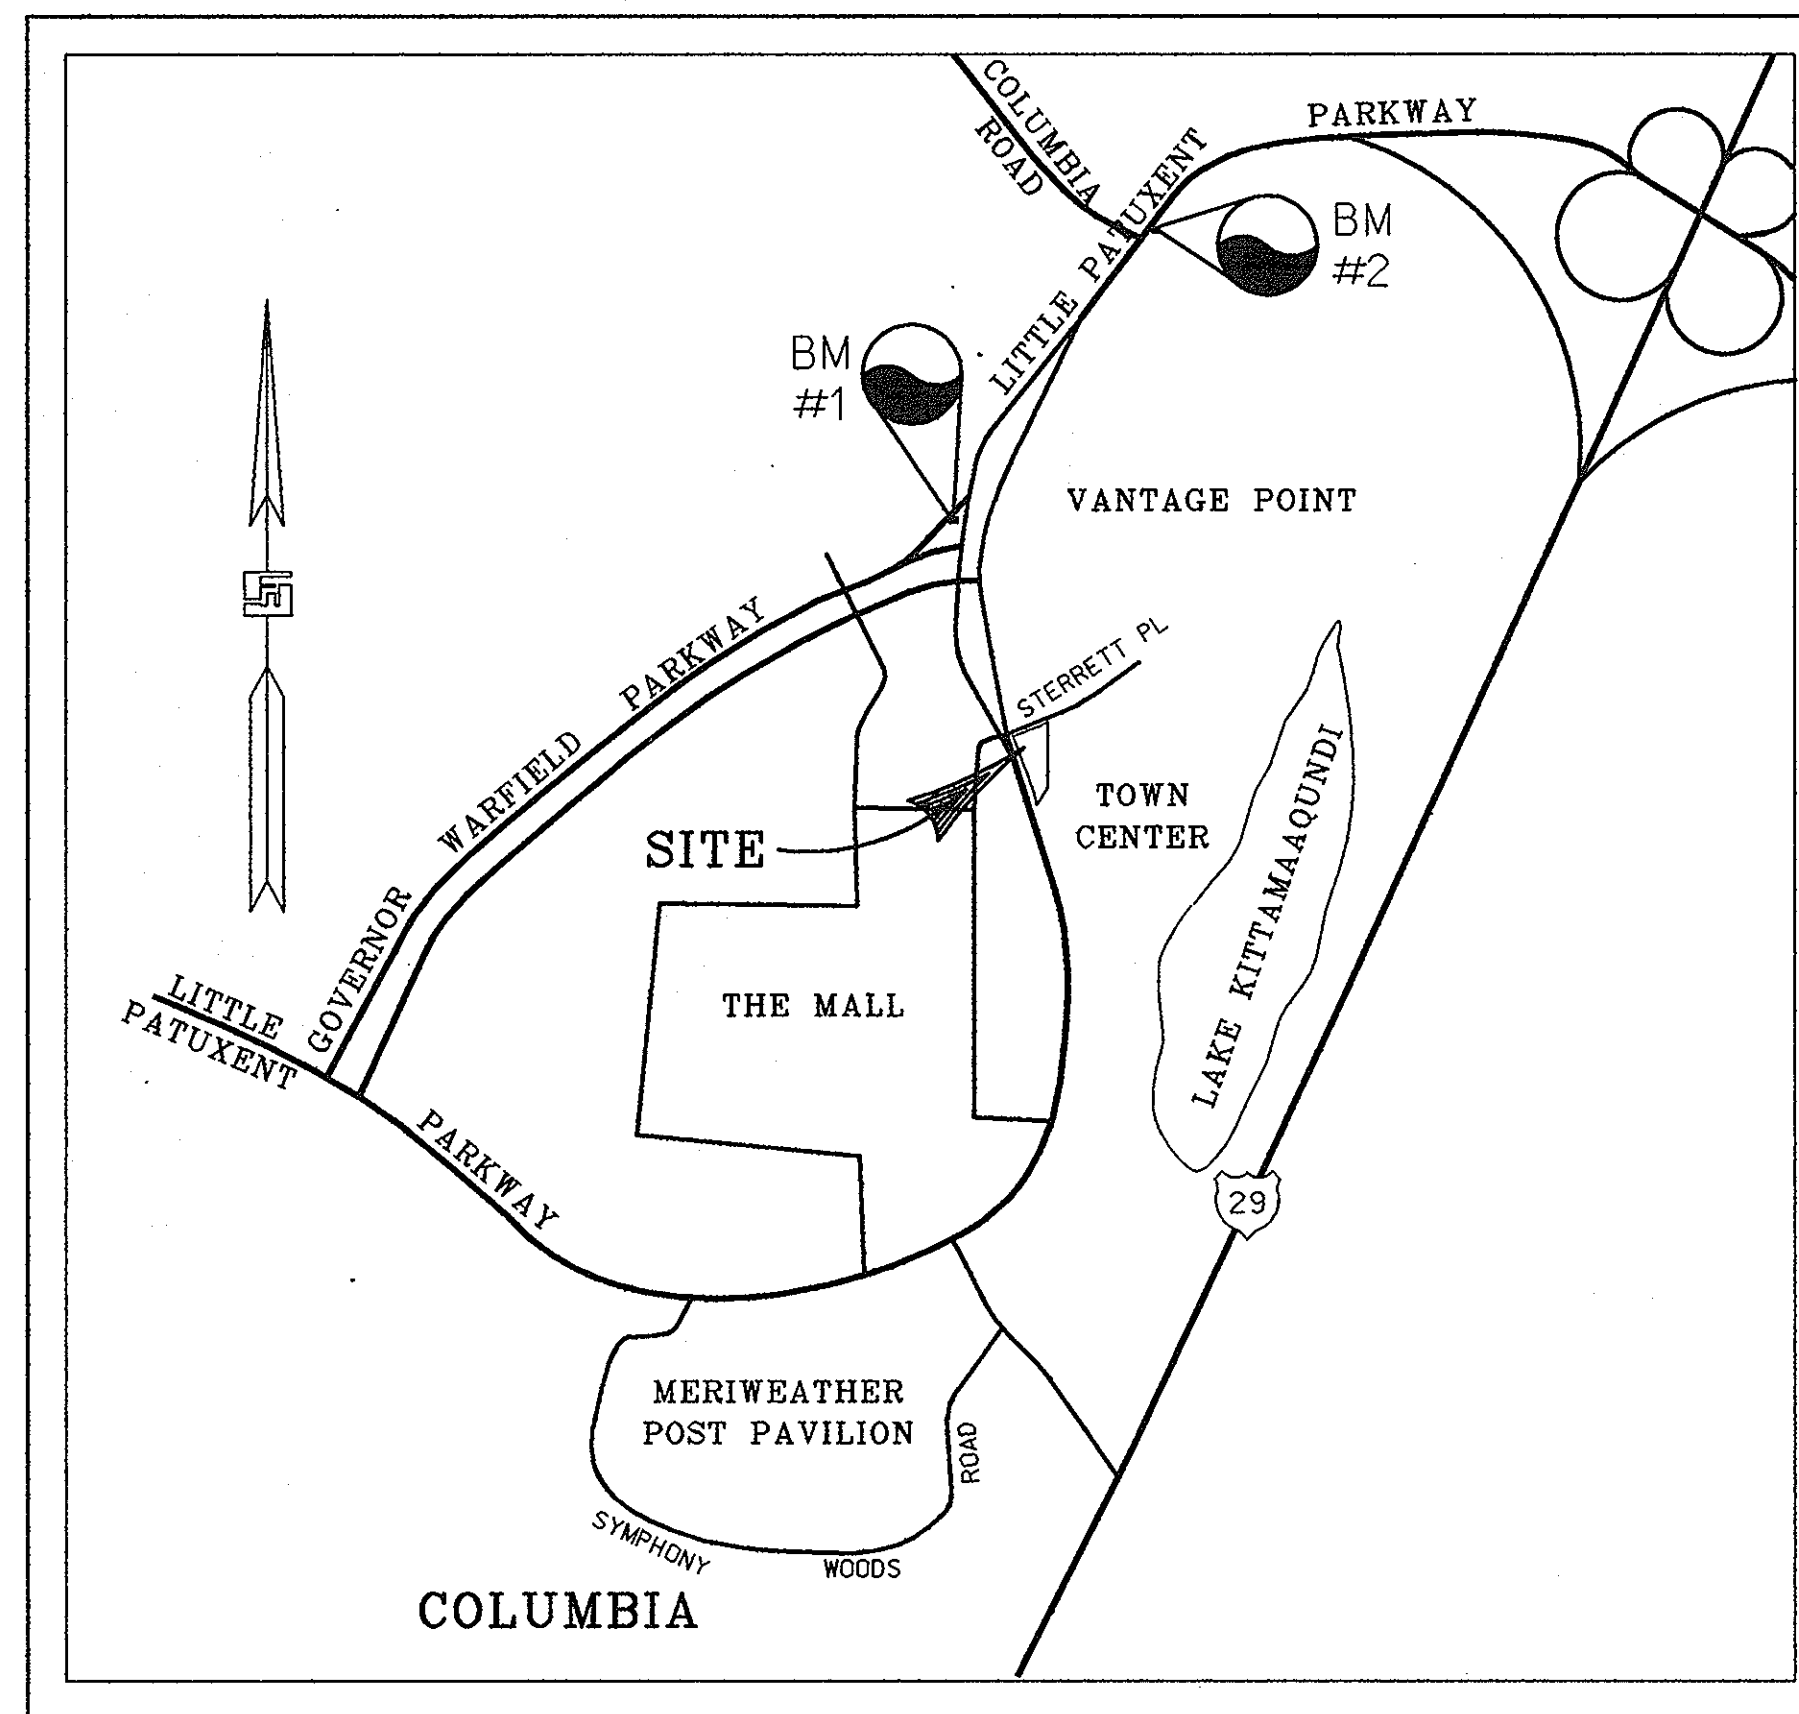 COLUMBIA
ROAD
PARKWAY
LITTLE PATUXENT
BM
#2
BM
#1
VANTAGE POINT
GOVERNOR WARFIELD PARKWAY
STERRETT PL
TOWN
CENTER
SITE
LAKE KITTAMAAQUNDI
THE MALL
LITTLE
PATUXENT
PARKWAY
29
MERIWEATHER
POST PAVILION
SYMPHONY WOODS ROAD
COLUMBIA